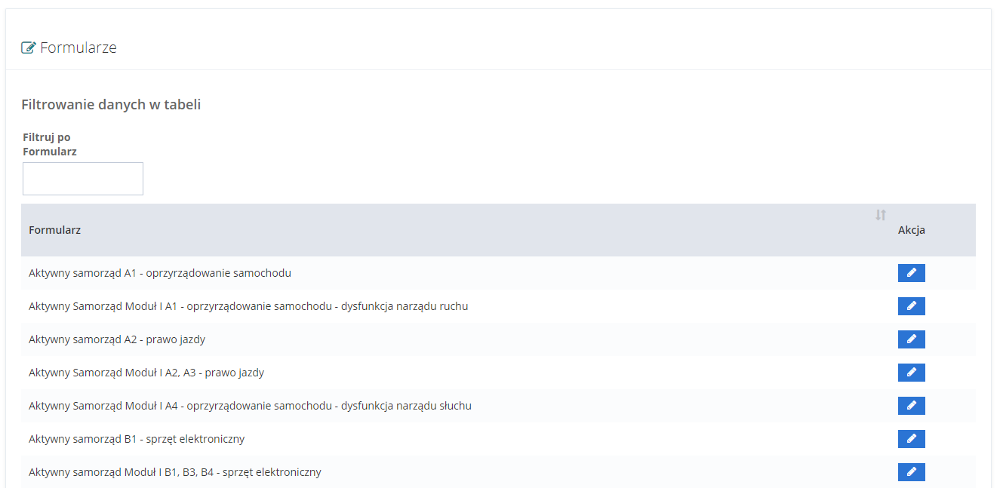 Formularze
Filtrowanie danych w tabeli
Filtruj po
Formularz
Formularz Akcja
Aktywny samorząd A1 - oprzyrządowanie samochodu
Aktywny Samorząd Moduł I A1 - oprzyrządowanie samochodu - dysfunkcja narządu ruchu
Aktywny samorząd A2 - prawo jazdy
Aktywny Samorząd Moduł I A2, A3 - prawo jazdy
Aktywny Samorząd Moduł I A4 - oprzyrządowanie samochodu - dysfunkcja narządu słuchu
Aktywny samorząd B1 - sprzęt elektroniczny
Aktywny samorząd Moduł I B1, B3, B4 - sprzęt elektroniczny